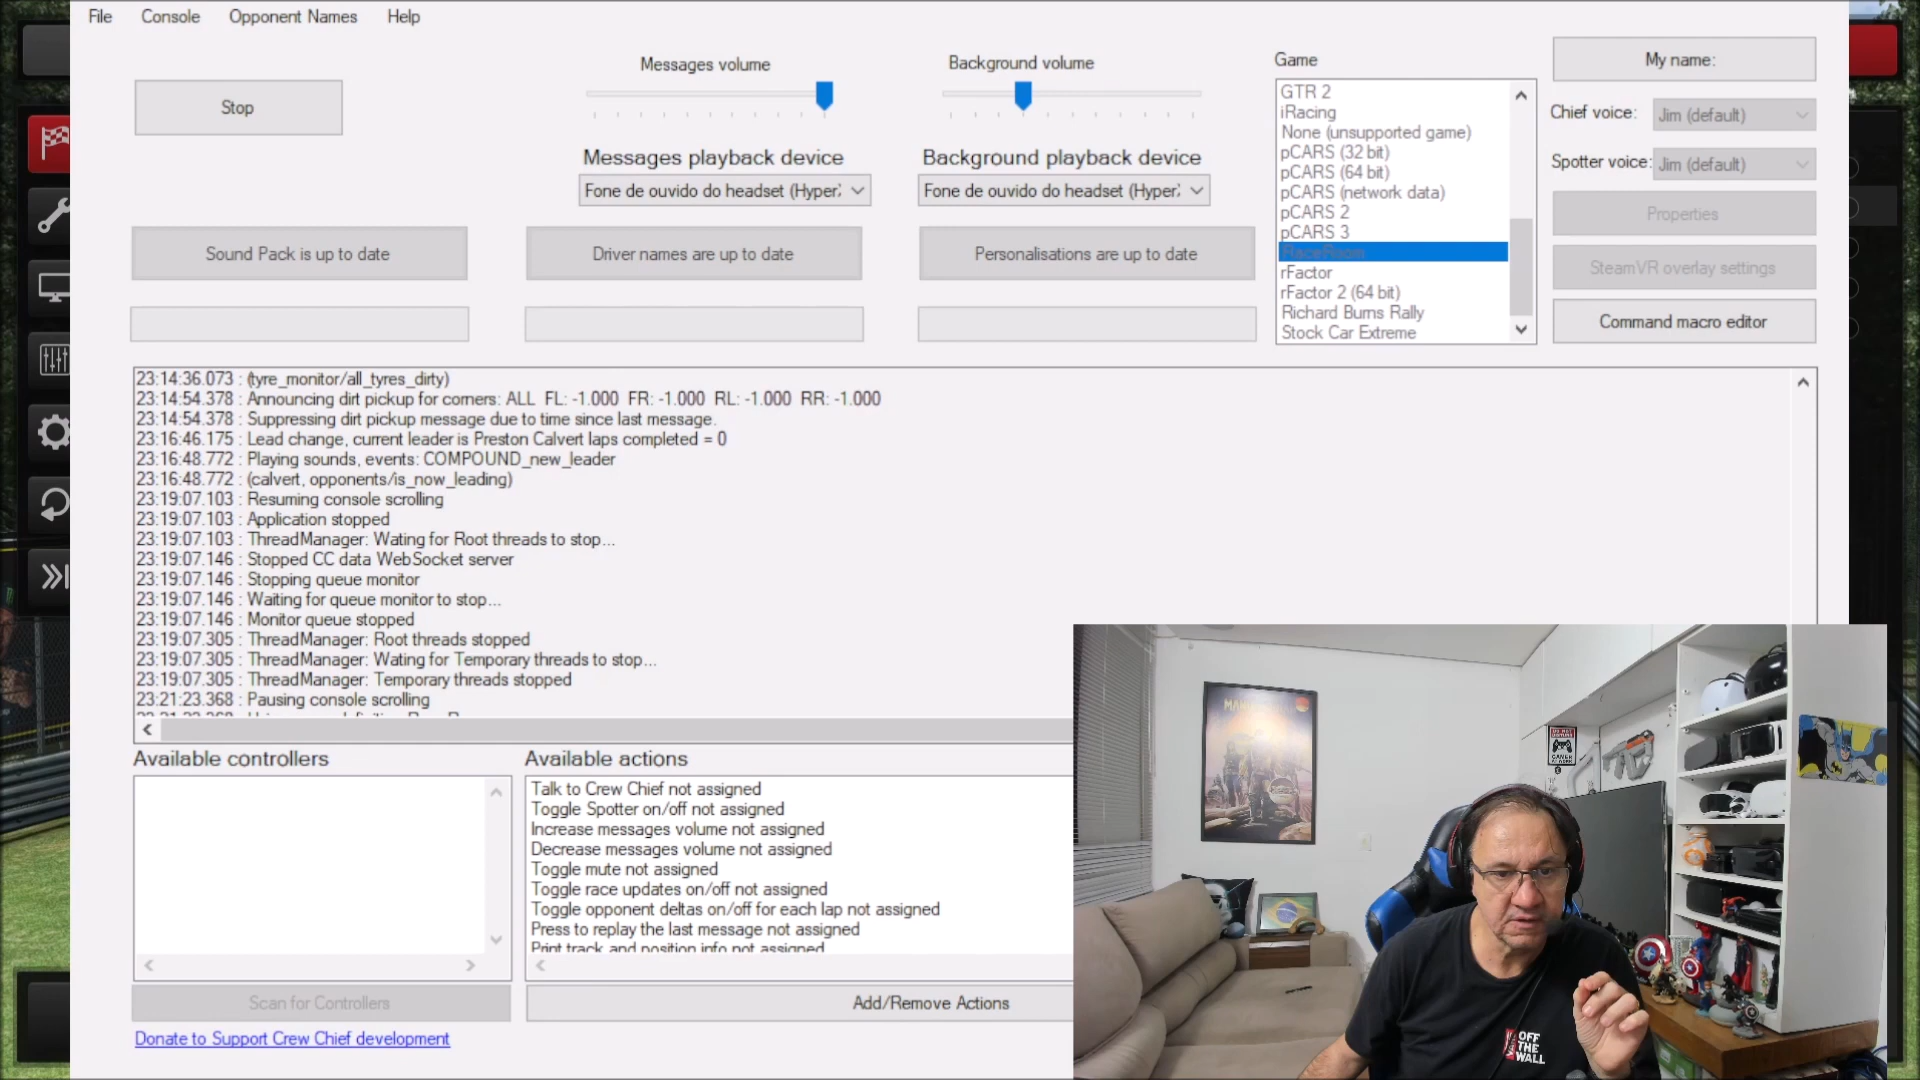 File Console Opponent Names Help
Messages volume
Background volume
Game
My name:
Stop
GTR 2
iRacing
None (unsupported game)
pCARS (32 bit)
pCARS (64 bit)
pCARS (network data)
pCARS 2
pCARS 3
RaceRoom
rFactor
rFactor 2 (64 bit)
Richard Burns Rally
Stock Car Extreme
Chief voice: Jim (default)
Spotter voice: Jim (default)
Messages playback device
Background playback device
Fone de ouvido do headset (Hyper
Fone de ouvido do headset (Hyper
Properties
Sound Pack is up to date
Driver names are up to date
Personalisations are up to date
SteamVR overlay settings
Command macro editor
23:14:36.073 : (tyre_monitor/all_tyres_dirty)
23:14:54.378 : Announcing dirt pickup for corners: ALL FL: -1.000 FR: -1.000 RL: -1.000 RR: -1.000
23:14:54.378 : Suppressing dirt pickup message due to time since last message.
23:16:46.175 : Lead change, current leader is Preston Calvert laps completed = 0
23:16:48.772 : Playing sounds, events: COMPOUND_new_leader
23:16:48.772 : (calvert, opponents/is_now_leading)
23:19:07.103 : Resuming console scrolling
23:19:07.103 : Application stopped
23:19:07.103 : ThreadManager: Wating for Root threads to stop...
23:19:07.146 : Stopped CC data WebSocket server
23:19:07.146 : Stopping queue monitor
23:19:07.146 : Waiting for queue monitor to stop...
23:19:07.146 : Monitor queue stopped
23:19:07.305 : ThreadManager: Root threads stopped
23:19:07.305 : ThreadManager: Wating for Temporary threads to stop...
23:19:07.305 : ThreadManager: Temporary threads stopped
23:21:23.368 : Pausing console scrolling
Available controllers
Available actions
Talk to Crew Chief not assigned
Toggle Spotter on/off not assigned
Increase messages volume not assigned
Decrease messages volume not assigned
Toggle mute not assigned
Toggle race updates on/off not assigned
Toggle opponent deltas on/off for each lap not assigned
Press to replay the last message not assigned
Print track and position info not assigned
Scan for Controllers
Add/Remove Actions
Donate to Support Crew Chief development
OFF
THE
WALL